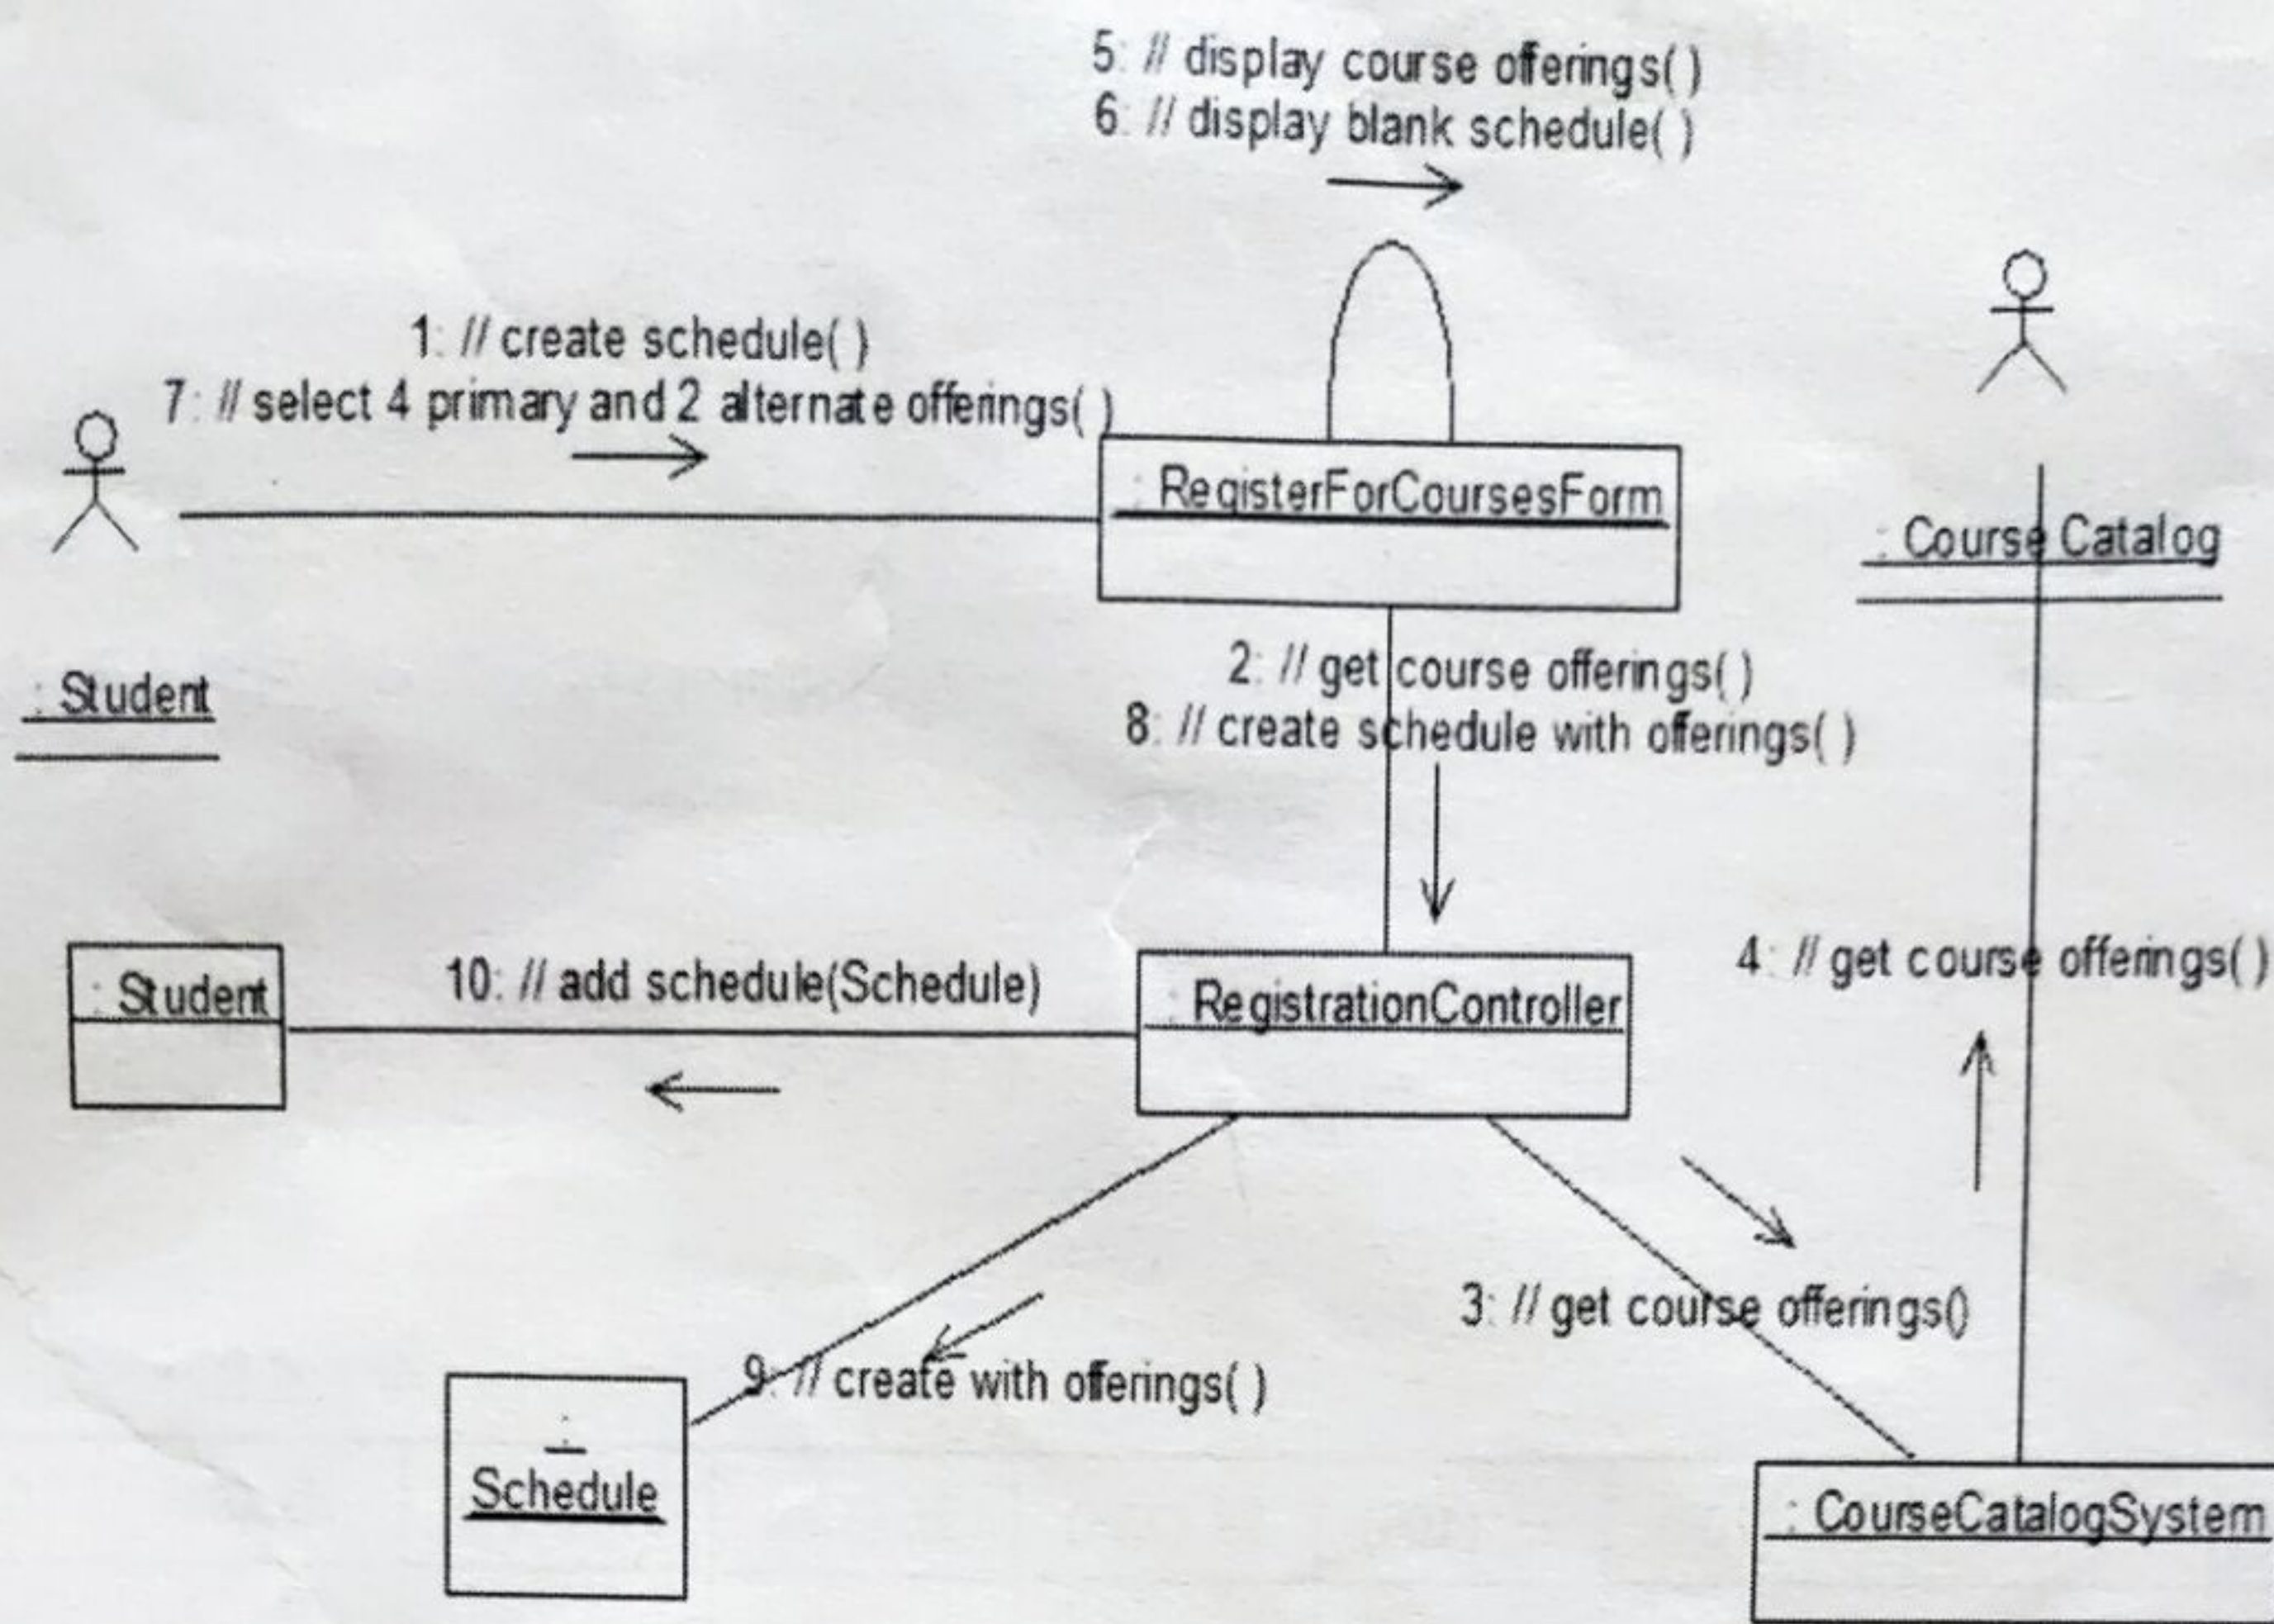 5: // display course offerings( )
6: // display blank schedule( )
1: // create schedule( )
7: // select 4 primary and 2 alternate offerings( )
: RegisterForCoursesForm
: Course Catalog
: Student
2: // get course offerings( )
8: // create schedule with offerings( )
: Student
10: // add schedule(Schedule)
: RegistrationController
4: // get course offerings( )
3: // get course offerings()
9: // create with offerings( )
:
Schedule
: CourseCatalogSystem